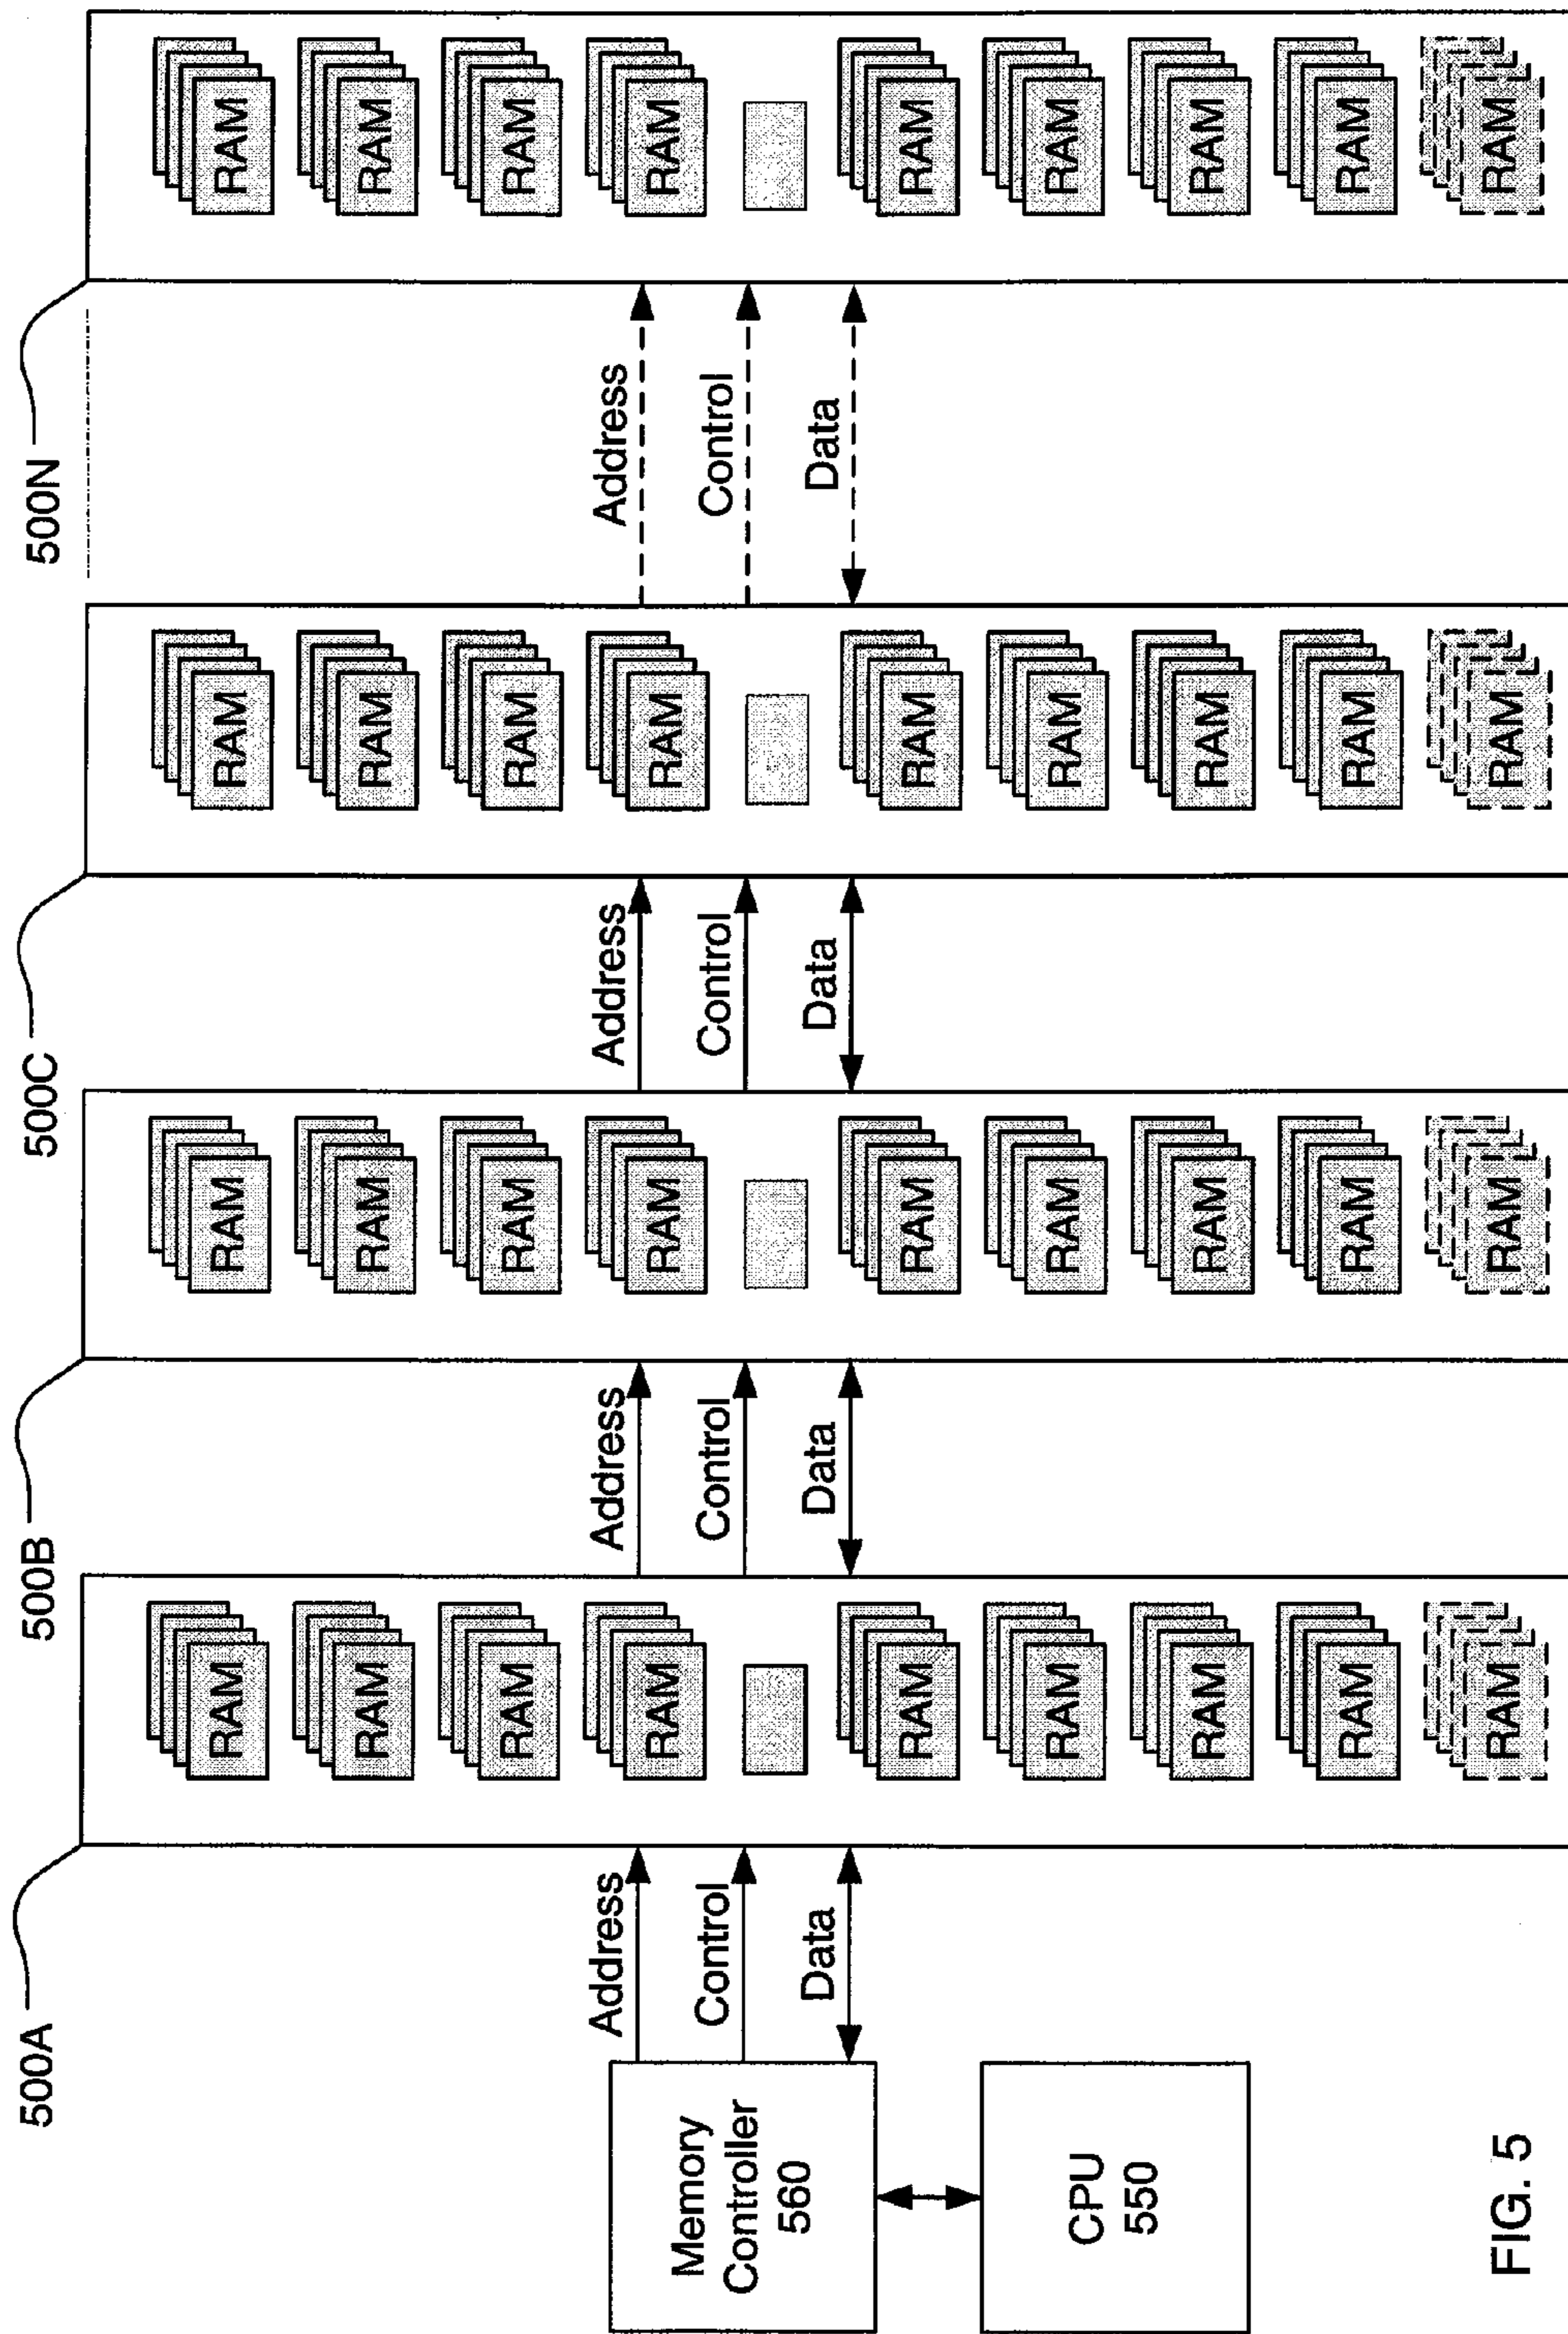 500A
500B
500C
500N
RAM
RAM
RAM
RAM
RAM
RAM
RAM
RAM
RAM
RAM
RAM
RAM
Address
Address
Address
Address
RAM
RAM
RAM
RAM
Memory
Controller
560
Control
Control
Control
Control
Data
Data
Data
Data
RAM
RAM
RAM
RAM
CPU
550
RAM
RAM
RAM
RAM
RAM
RAM
RAM
RAM
RAM
RAM
RAM
RAM
FIG. 5
RAM
RAM
RAM
RAM